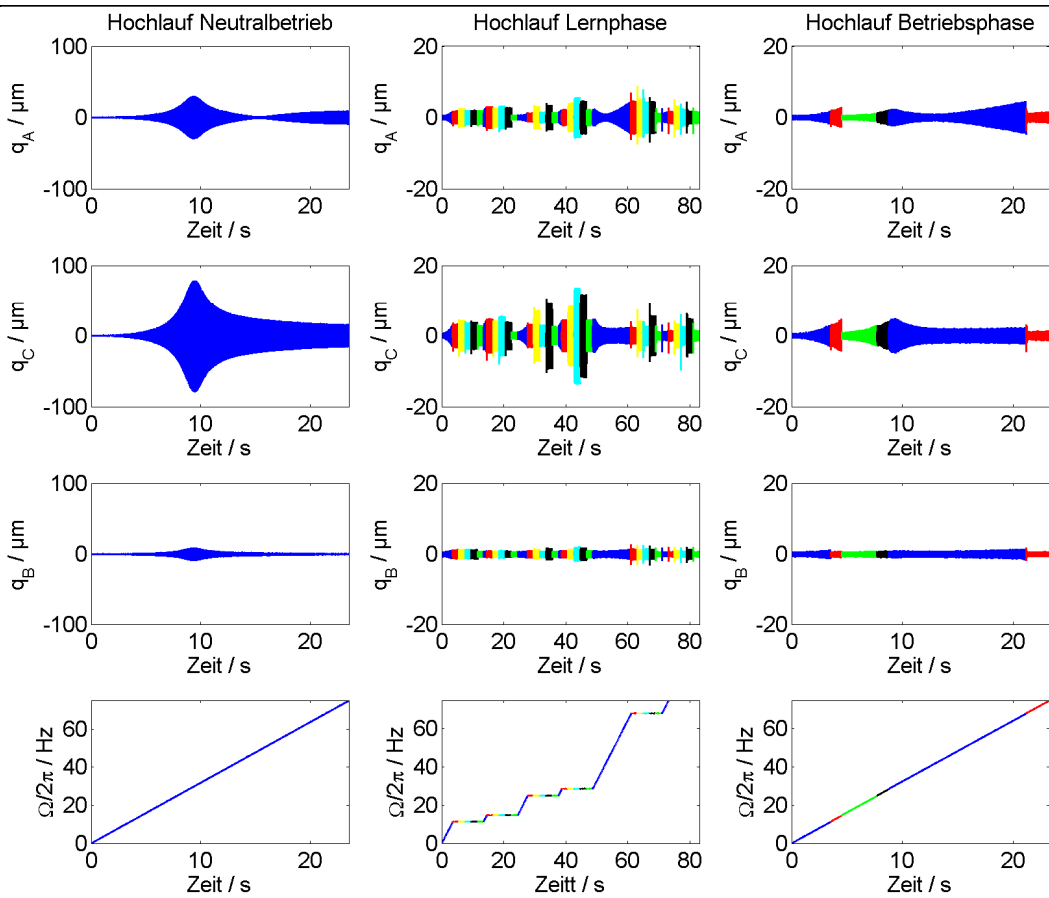 Hochlauf Neutralbetrieb
Hochlauf Lernphase
Hochlauf Betriebsphase
100
0
-100
q_A / µm
0 10 20
Zeit / s
20
0
-20
q_A / µm
0 20 40 60 80
Zeit / s
20
0
-20
q_A / µm
0 10 20
Zeit / s
100
0
-100
q_C / µm
0 10 20
Zeit / s
20
0
-20
q_C / µm
0 20 40 60 80
Zeit / s
20
0
-20
q_C / µm
0 10 20
Zeit / s
100
0
-100
q_B / µm
0 10 20
Zeit / s
20
0
-20
q_B / µm
0 20 40 60 80
Zeit / s
20
0
-20
q_B / µm
0 10 20
Zeit / s
60
40
20
0
Ω/2π / Hz
0 10 20
Zeit / s
60
40
20
0
Ω/2π / Hz
0 20 40 60 80
Zeitt / s
60
40
20
0
Ω/2π / Hz
0 10 20
Zeit / s